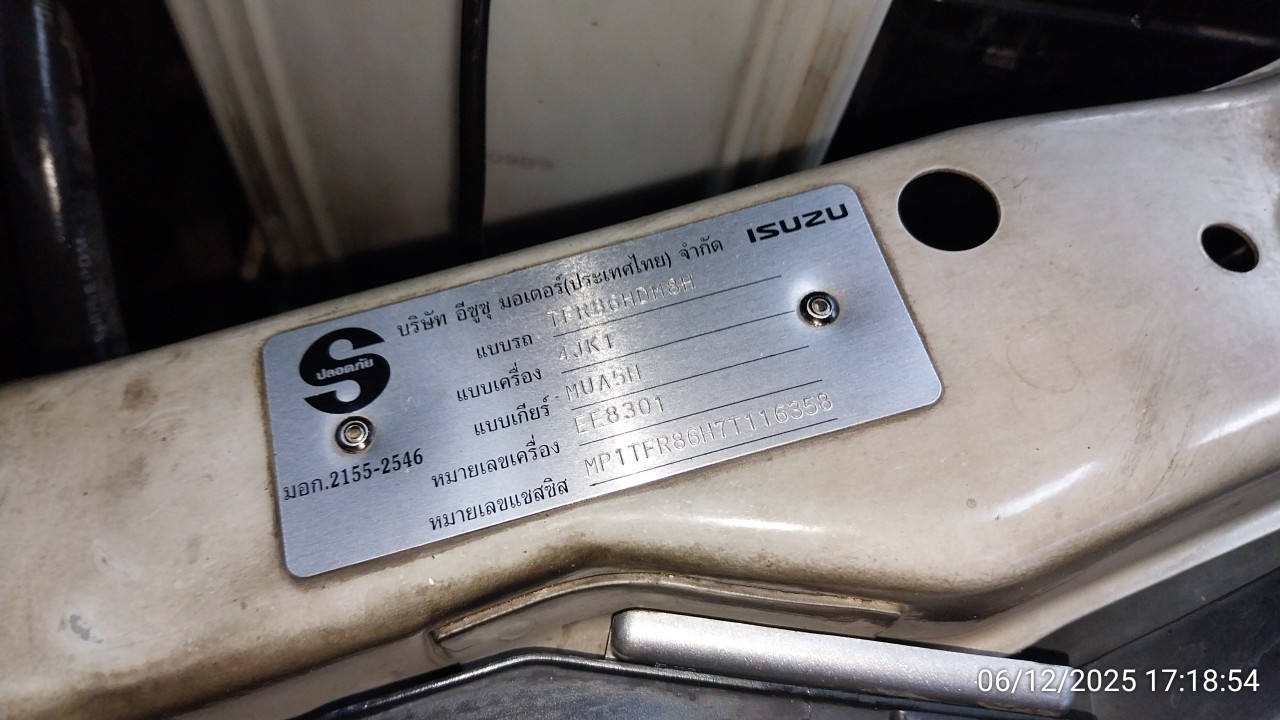 บริษัท อีซูซุ มอเตอร์(ประเทศไทย) จำกัด ISUZU
ปลอดภัย
แบบรถ TFR86HDM8H
แบบเครื่อง 4JK1
แบบเกียร์ MUA5H
หมายเลขเครื่อง EE8301
หมายเลขแชสซิส MP1TFR86H7T116358
มอก.2155-2546
06/12/2025 17:18:54